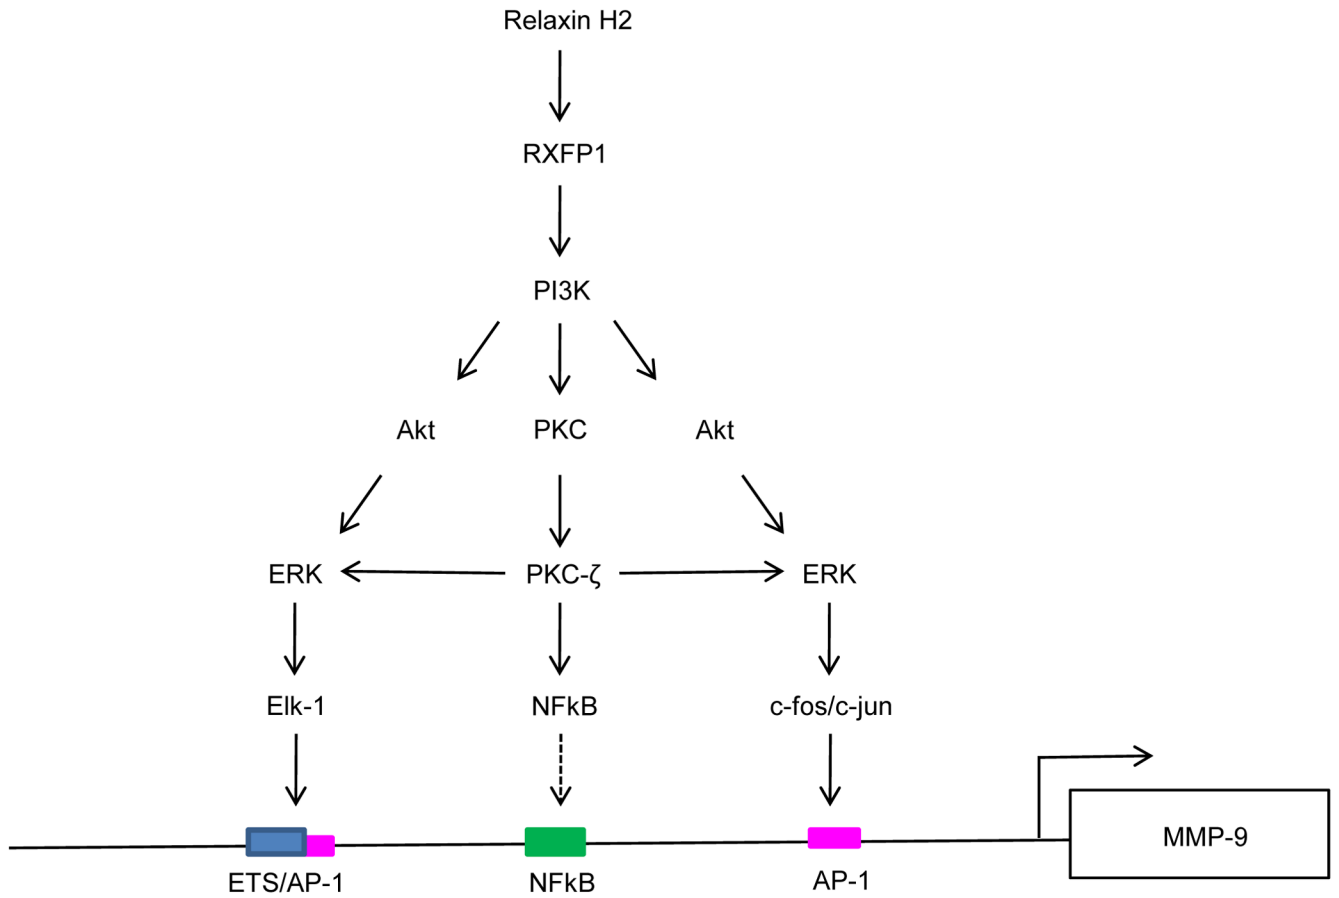 Relaxin H2
RXFP1
PI3K
Akt PKC Akt
ERK PKC-ζ ERK
Elk-1 NFkB c-fos/c-jun
MMP-9
ETS/AP-1 NFkB AP-1